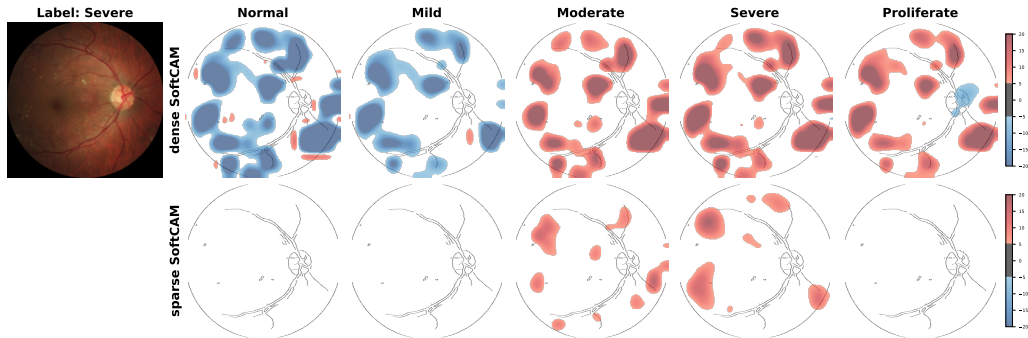 Label: Severe
Normal
Mild
Moderate
Severe
Proliferate
dense SoftCAM
20
15
10
5
0
−5
−10
−15
−20
sparse SoftCAM
20
15
10
5
0
−5
−10
−15
−20